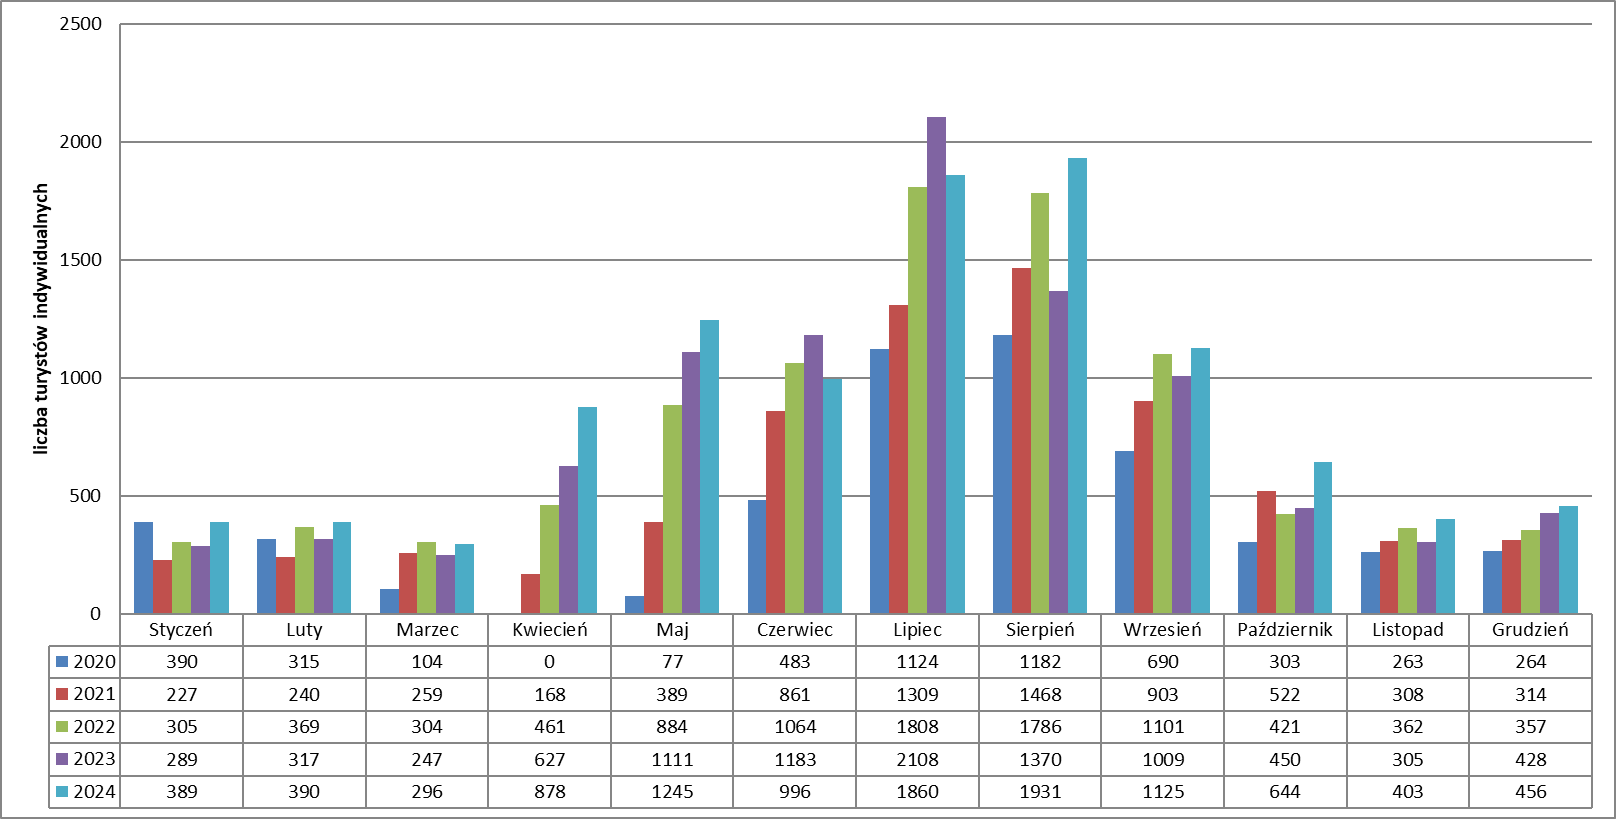 liczba turystów indywidualnych
2500
2000
1500
1000
500
0
Styczeń Luty Marzec Kwiecień Maj Czerwiec Lipiec Sierpień Wrzesień Październik Listopad Grudzień
2020 390 315 104 0 77 483 1124 1182 690 303 263 264
2021 227 240 259 168 389 861 1309 1468 903 522 308 314
2022 305 369 304 461 884 1064 1808 1786 1101 421 362 357
2023 289 317 247 627 1111 1183 2108 1370 1009 450 305 428
2024 389 390 296 878 1245 996 1860 1931 1125 644 403 456